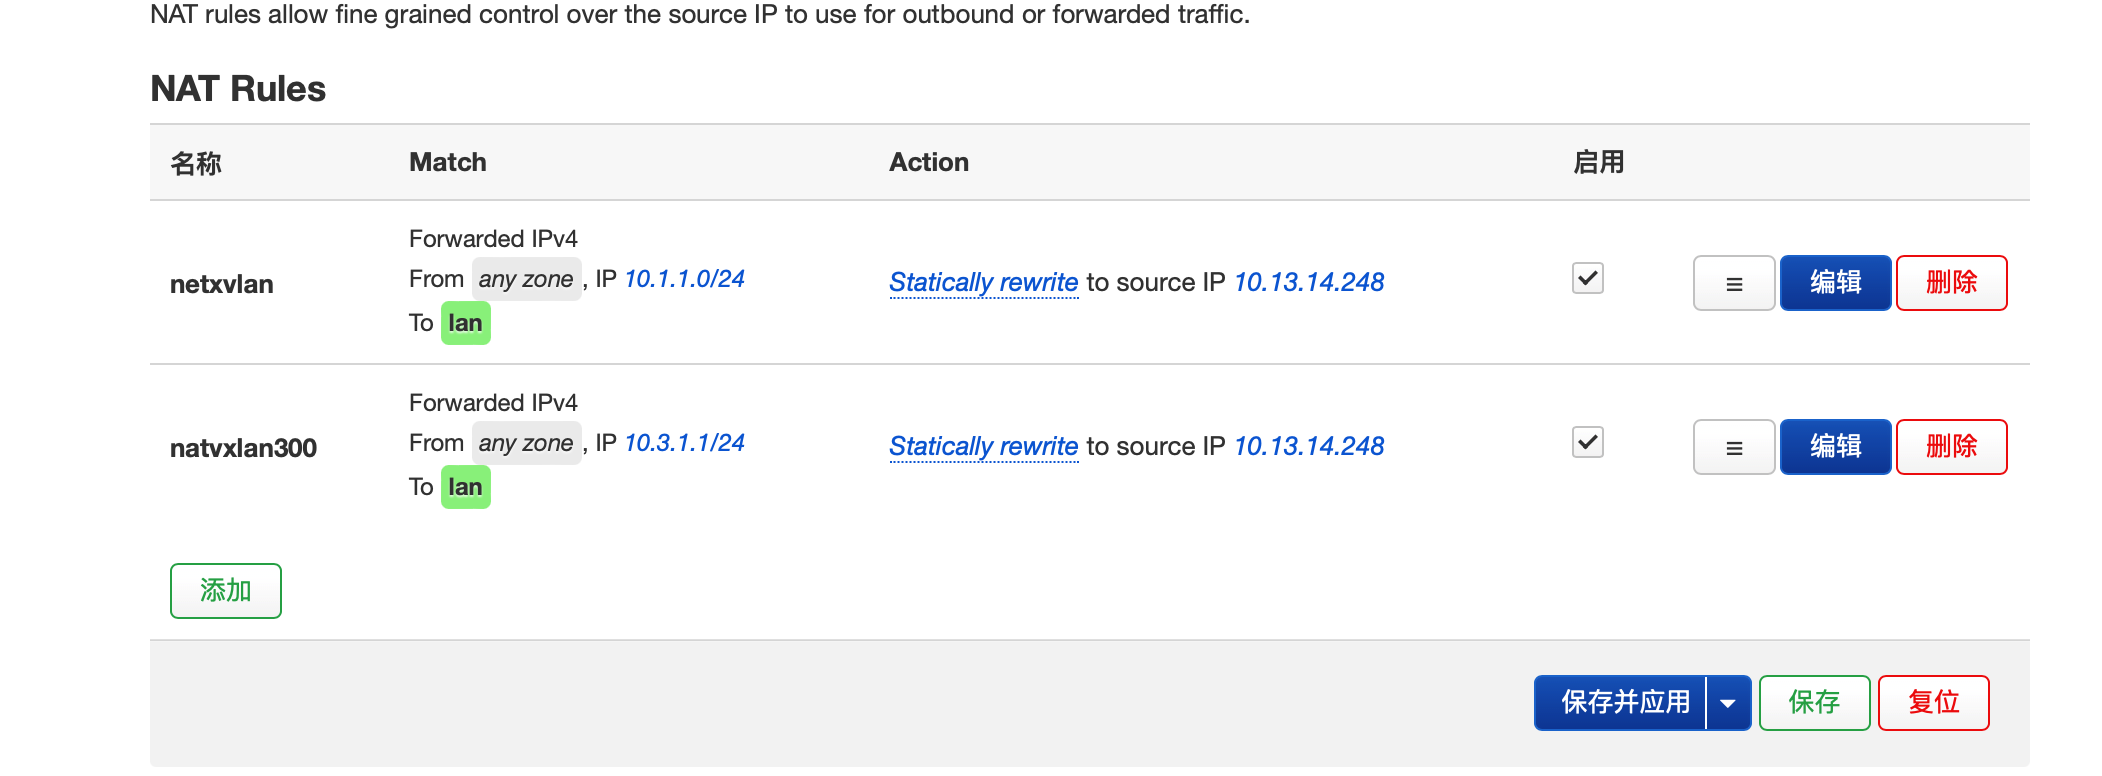 NAT rules allow fine grained control over the source IP to use for outbound or forwarded traffic.
NAT Rules
名称 Match Action 启用
Forwarded IPv4
From any zone, IP 10.1.1.0/24
To lan
netxvlan
Statically rewrite to source IP 10.13.14.248
≡ 编辑 删除
Forwarded IPv4
From any zone, IP 10.3.1.1/24
To lan
natvxlan300
Statically rewrite to source IP 10.13.14.248
≡ 编辑 删除
添加
保存并应用 保存 复位